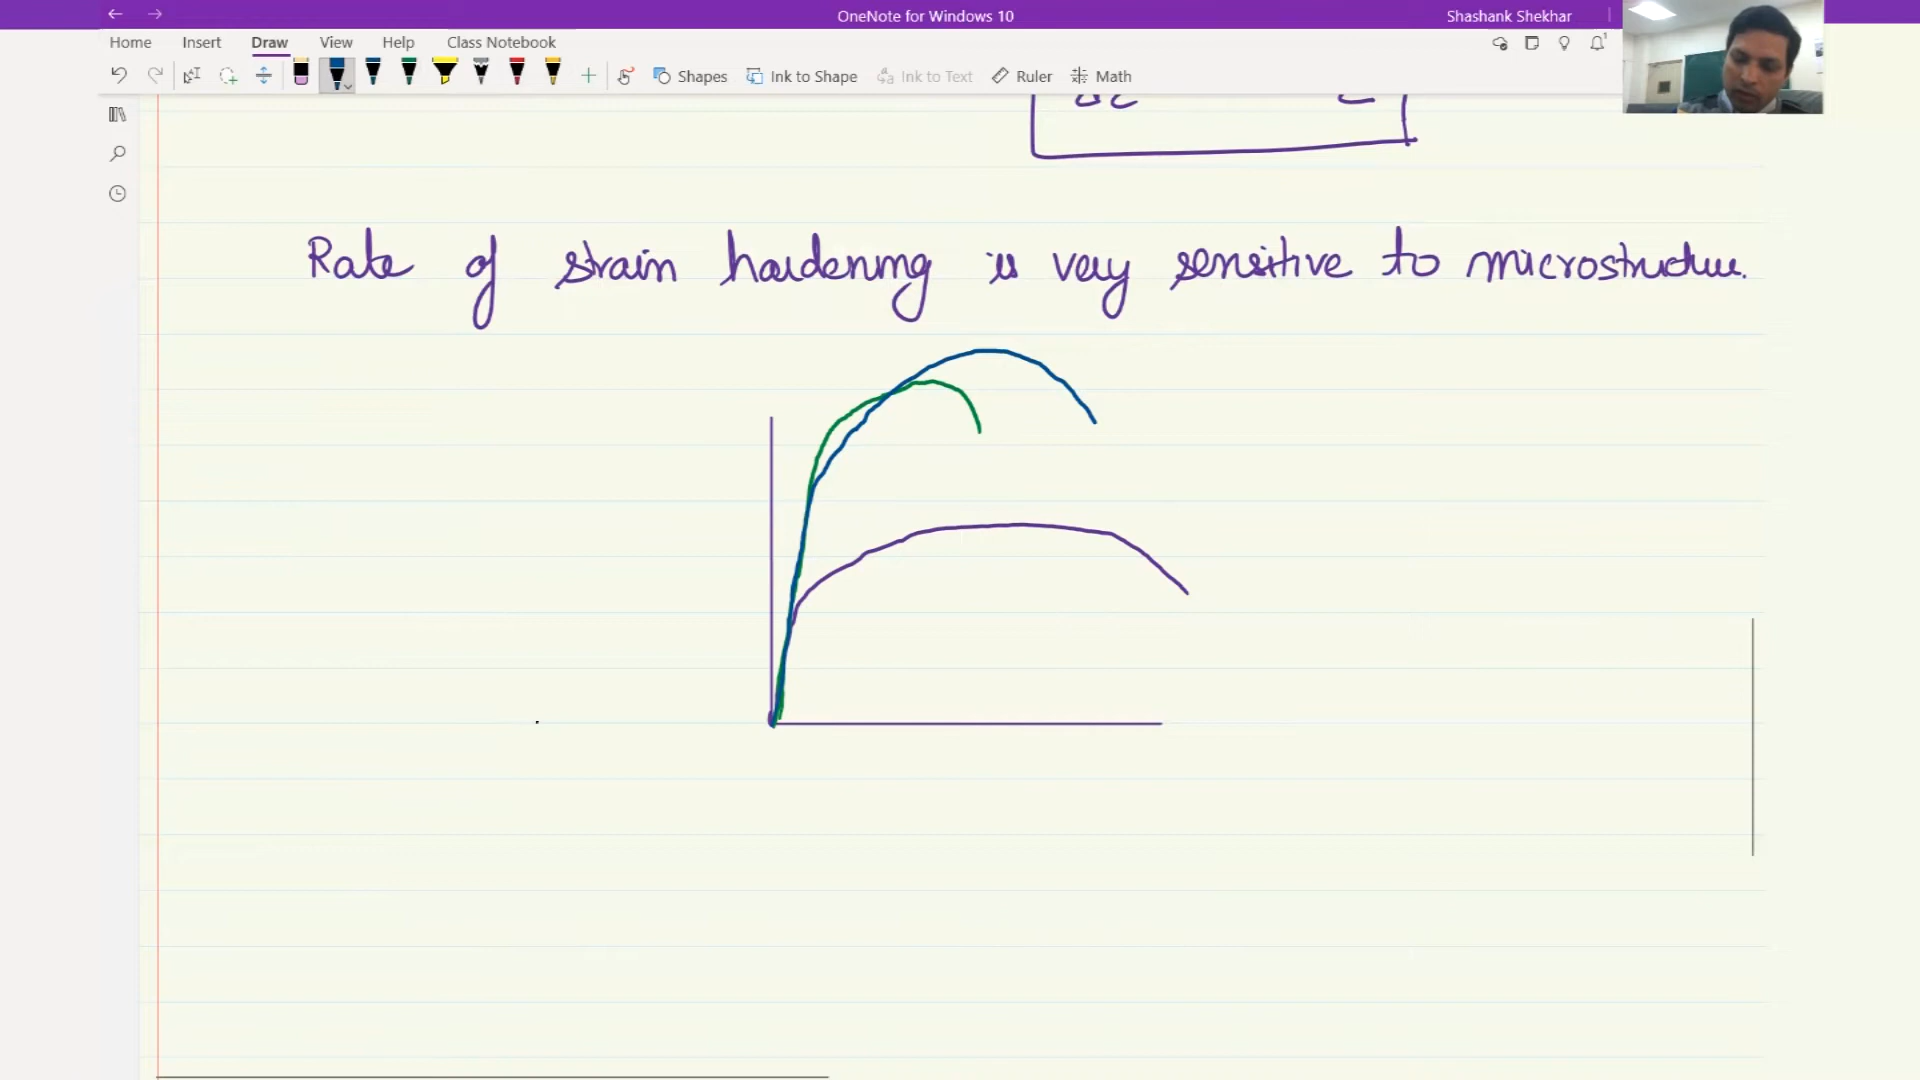 OneNote for Windows 10
Shashank Shekhar
Home Insert Draw View Help Class Notebook
Shapes Ink to Shape Ink to Text Ruler Math
Rate of strain hardening is very sensitive to microstructure.